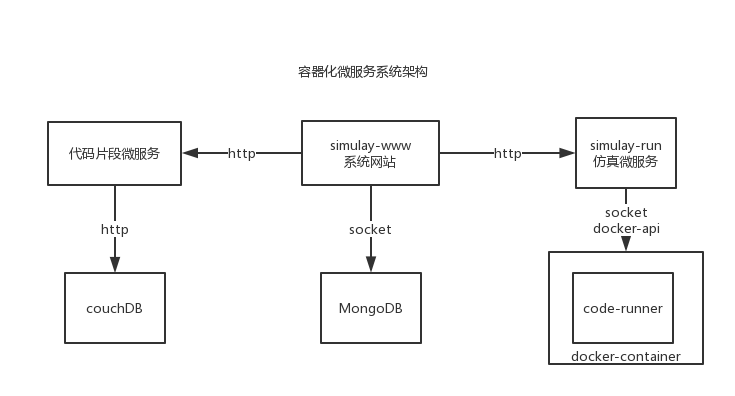 容器化微服务系统架构
代码片段微服务
http
simulay-www
系统网站
http
simulay-run
仿真微服务
http
socket
socket
docker-api
couchDB
MongoDB
code-runner
docker-container